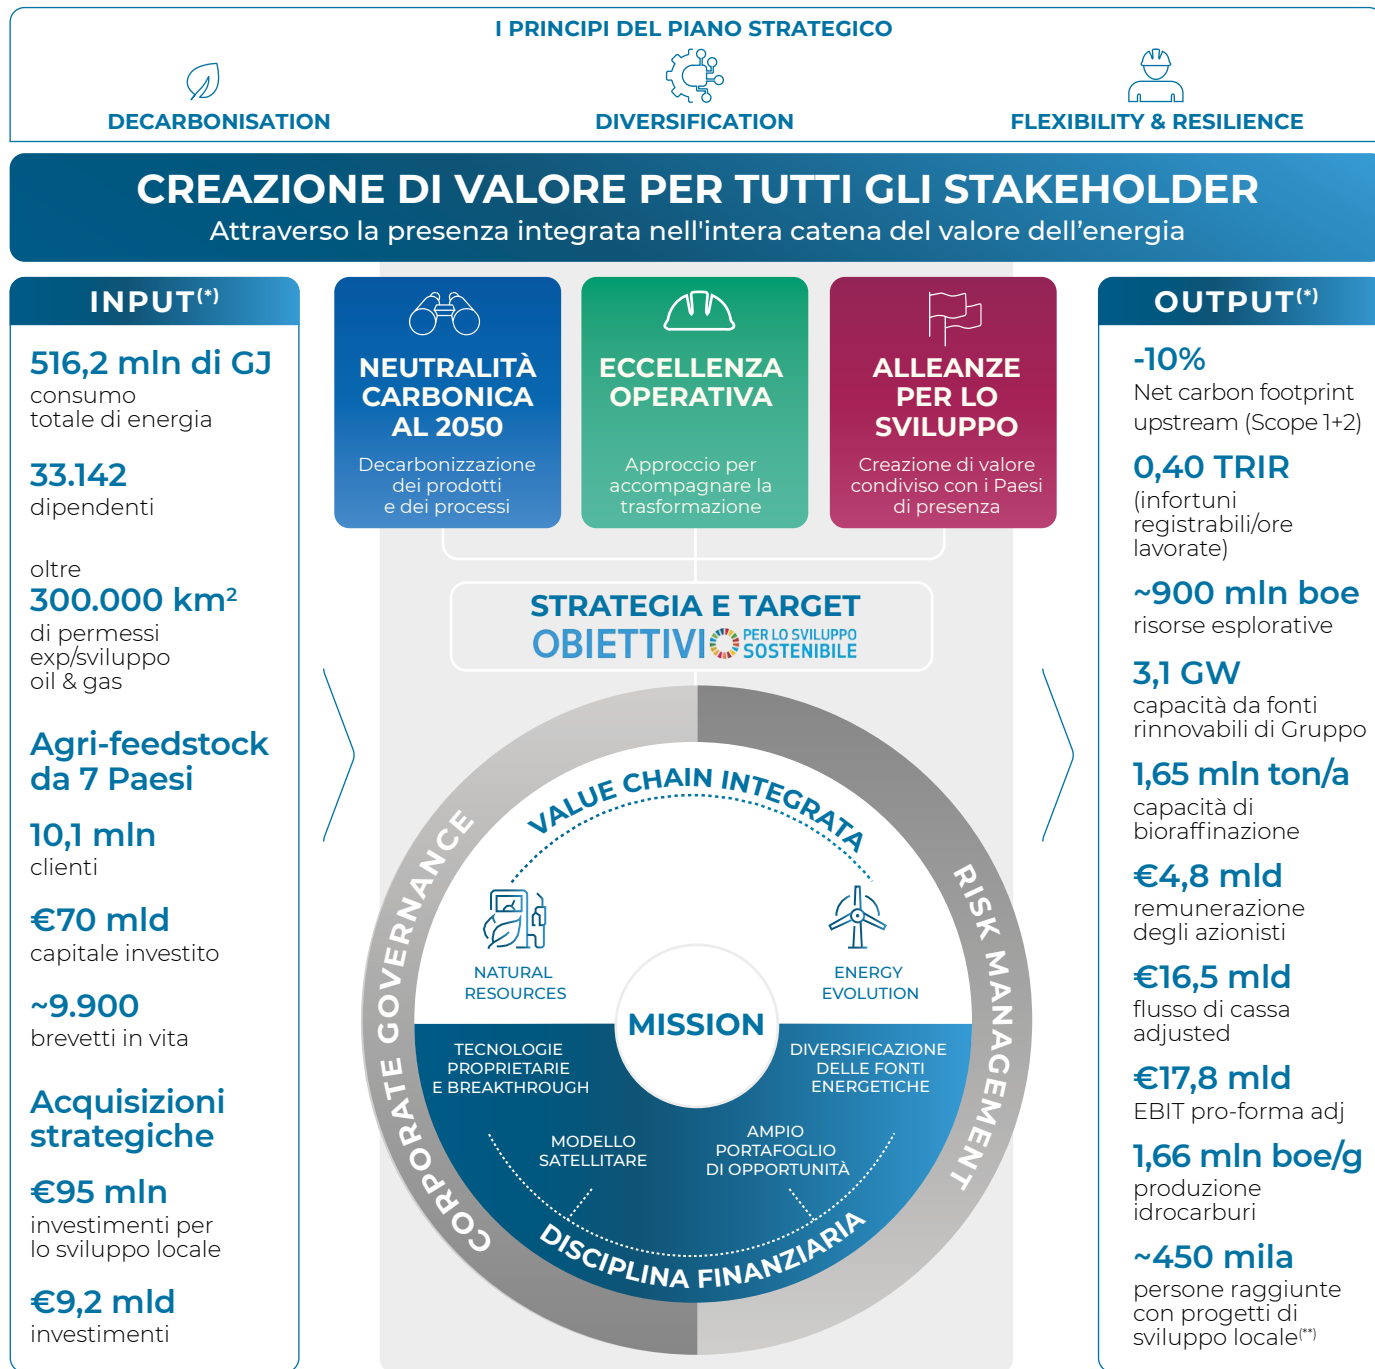 I PRINCIPI DEL PIANO STRATEGICO
DECARBONISATION
DIVERSIFICATION
FLEXIBILITY & RESILIENCE
CREAZIONE DI VALORE PER TUTTI GLI STAKEHOLDER
Attraverso la presenza integrata nell'intera catena del valore dell’energia
INPUT(*)
516,2 mln di GJ
consumo
totale di energia
33.142
dipendenti
oltre
300.000 km²
di permessi
exp/sviluppo
oil & gas
Agri-feedstock
da 7 Paesi
10,1 mln
clienti
€70 mld
capitale investito
~9.900
brevetti in vita
Acquisizioni
strategiche
€95 mln
investimenti per
lo sviluppo locale
€9,2 mld
investimenti
NEUTRALITÀ
CARBONICA
AL 2050
Decarbonizzazione
dei prodotti
e dei processi
ECCELLENZA
OPERATIVA
Approccio per
accompagnare la
trasformazione
ALLEANZE
PER LO
SVILUPPO
Creazione di valore
condiviso con i Paesi
di presenza
STRATEGIA E TARGET
OBIETTIVI PER LO SVILUPPO
SOSTENIBILE
CORPORATE GOVERNANCE
RISK MANAGEMENT
VALUE CHAIN INTEGRATA
NATURAL
RESOURCES
ENERGY
EVOLUTION
MISSION
TECNOLOGIE
PROPRIETARIE
E BREAKTHROUGH
DIVERSIFICAZIONE
DELLE FONTI
ENERGETICHE
MODELLO
SATELLITARE
AMPIO
PORTAFOGLIO
DI OPPORTUNITÀ
DISCIPLINA FINANZIARIA
OUTPUT(*)
-10%
Net carbon footprint
upstream (Scope 1+2)
0,40 TRIR
(infortuni
registrabili/ore
lavorate)
~900 mln boe
risorse esplorative
3,1 GW
capacità da fonti
rinnovabili di Gruppo
1,65 mln ton/a
capacità di
bioraffinazione
€4,8 mld
remunerazione
degli azionisti
€16,5 mld
flusso di cassa
adjusted
€17,8 mld
EBIT pro-forma adj
1,66 mln boe/g
produzione
idrocarburi
~450 mila
persone raggiunte
con progetti di
sviluppo locale(**)